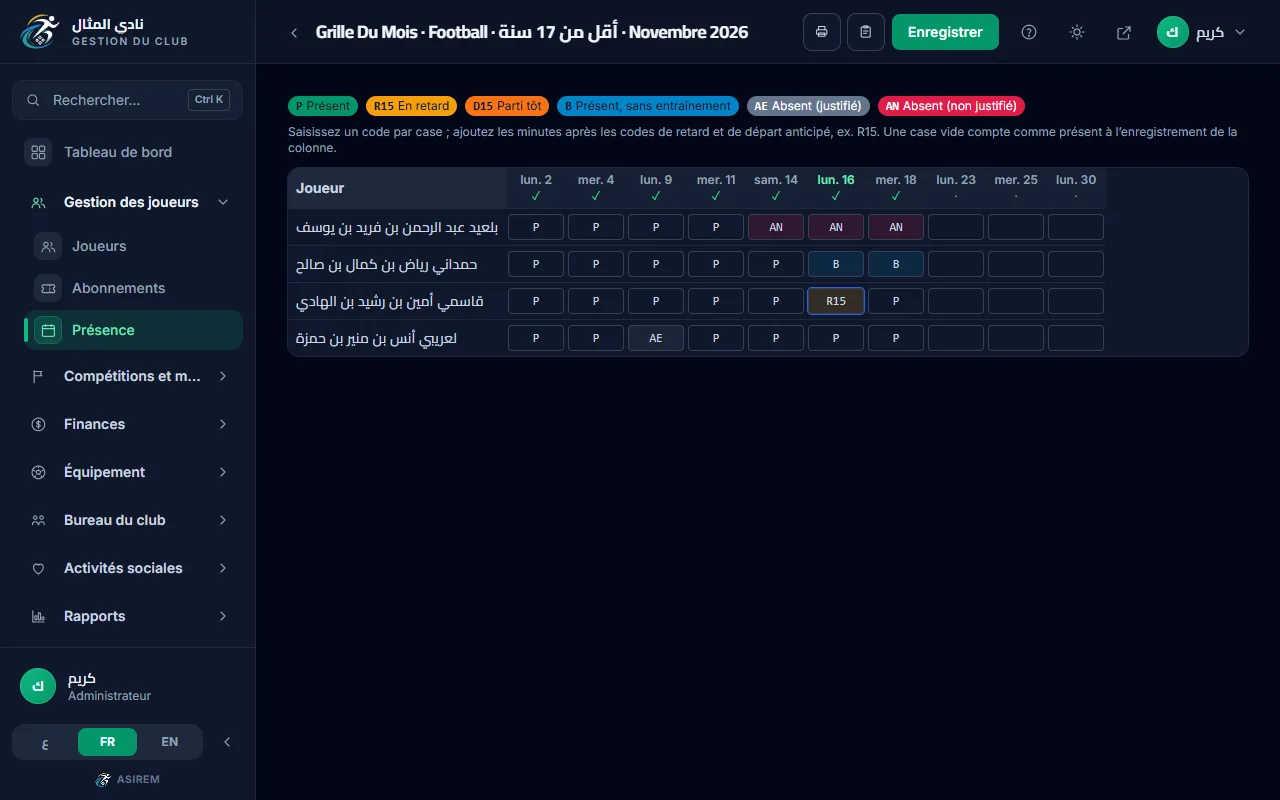 نادي المثال
GESTION DU CLUB
Rechercher... Ctrl K
Tableau de bord
Gestion des joueurs
Joueurs
Abonnements
Présence
Compétitions et m...
Finances
Équipement
Bureau du club
Activités sociales
Rapports
ك كريم
Administrateur
ع FR EN
ASIREM
Grille Du Mois · Football · أقل من 17 سنة · Novembre 2026
Enregistrer
ك كريم
P Présent R15 En retard D15 Parti tôt B Présent, sans entraînement AE Absent (justifié) AN Absent (non justifié)
Saisissez un code par case ; ajoutez les minutes après les codes de retard et de départ anticipé, ex. R15. Une case vide compte comme présent à l’enregistrement de la
colonne.
Joueur lun. 2 mer. 4 lun. 9 mer. 11 sam. 14 lun. 16 mer. 18 lun. 23 mer. 25 lun. 30
✓ ✓ ✓ ✓ ✓ ✓ ✓ · · ·
بلعيد عبد الرحمن بن فريد بن يوسف P P P P AN AN AN
حمداني رياض بن كمال بن صالح P P P P P B B
قاسمي أمين بن رشيد بن الهادي P P P P P R15 P
لعريبي أنس بن منير بن حمزة P P AE P P P P